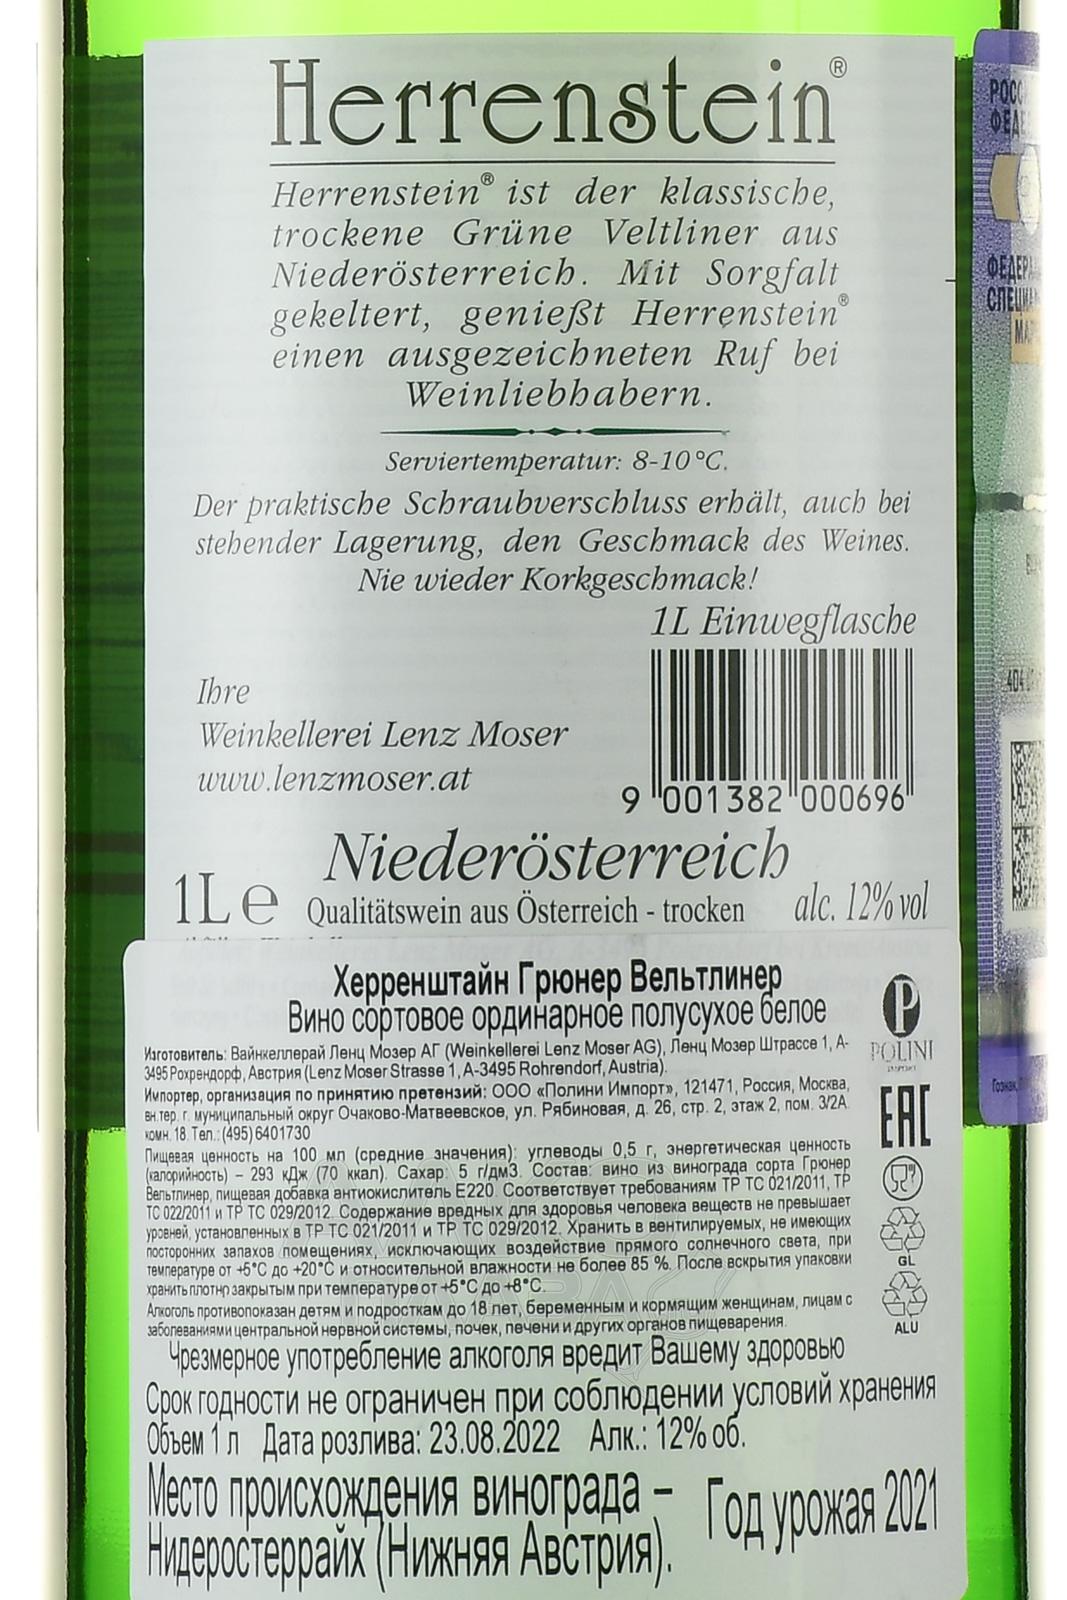 Herrenstein®
Herrenstein® ist der klassische,
trockene Grüne Veltliner aus
Niederösterreich. Mit Sorgfalt
gekeltert, genießt Herrenstein®
einen ausgezeichneten Ruf bei
Weinliebhabern.
Serviertemperatur: 8-10°C.
Der praktische Schraubverschluss erhält, auch bei
stehender Lagerung, den Geschmack des Weines.
Nie wieder Korkgeschmack!
1L Einwegflasche
Ihre
Weinkellerei Lenz Moser
www.lenzmoser.at
9 001382 000696
Niederösterreich
1L e Qualitätswein aus Österreich - trocken alc. 12% vol
Херренштайн Грюнер Вельтлинер
Вино сортовое ординарное полусухое белое
Изготовитель: Вайнкеллерай Ленц Мозер АГ (Weinkellerei Lenz Moser AG), Ленц Мозер Штрассе 1, А-
3495 Рохрендорф, Австрия (Lenz Moser Strasse 1, A-3495 Rohrendorf, Austria).
Импортер, организация по принятию претензий: ООО «Полини Импорт», 121471, Россия, Москва,
вн.тер. г. муниципальный округ Очаково-Матвеевское, ул. Рябиновая, д. 26, стр. 2, этаж 2, пом. 3/2А
комн. 18. Тел.: (495) 6401730
Пищевая ценность на 100 мл (средние значения): углеводы 0,5 г, энергетическая ценность
(калорийность) – 293 кДж (70 ккал). Сахар: 5 г/дм3. Состав: вино из винограда сорта Грюнер
Вельтлинер, пищевая добавка антиокислитель Е220. Соответствует требованиям ТР ТС 021/2011, ТР
ТС 022/2011 и ТР ТС 029/2012. Содержание вредных для здоровья человека веществ не превышает
уровней, установленных в ТР ТС 021/2011 и ТР ТС 029/2012. Хранить в вентилируемых, не имеющих
посторонних запахов помещениях, исключающих воздействие прямого солнечного света, при
температуре от +5°С до +20°С и относительной влажности не более 85 %. После вскрытия упаковки
хранить плотно закрытым при температуре от +5°С до +8°С.
Алкоголь противопоказан детям и подросткам до 18 лет, беременным и кормящим женщинам, лицам с
заболеваниями центральной нервной системы, почек, печени и других органов пищеварения.
Чрезмерное употребление алкоголя вредит Вашему здоровью
Срок годности не ограничен при соблюдении условий хранения
Объем 1 л Дата розлива: 23.08.2022 Алк.: 12% об.
Место происхождения винограда –
Нидеростеррайх (Нижняя Австрия).
Год урожая 2021
P
POLINI
IMPORT
EAC
GL
ALU